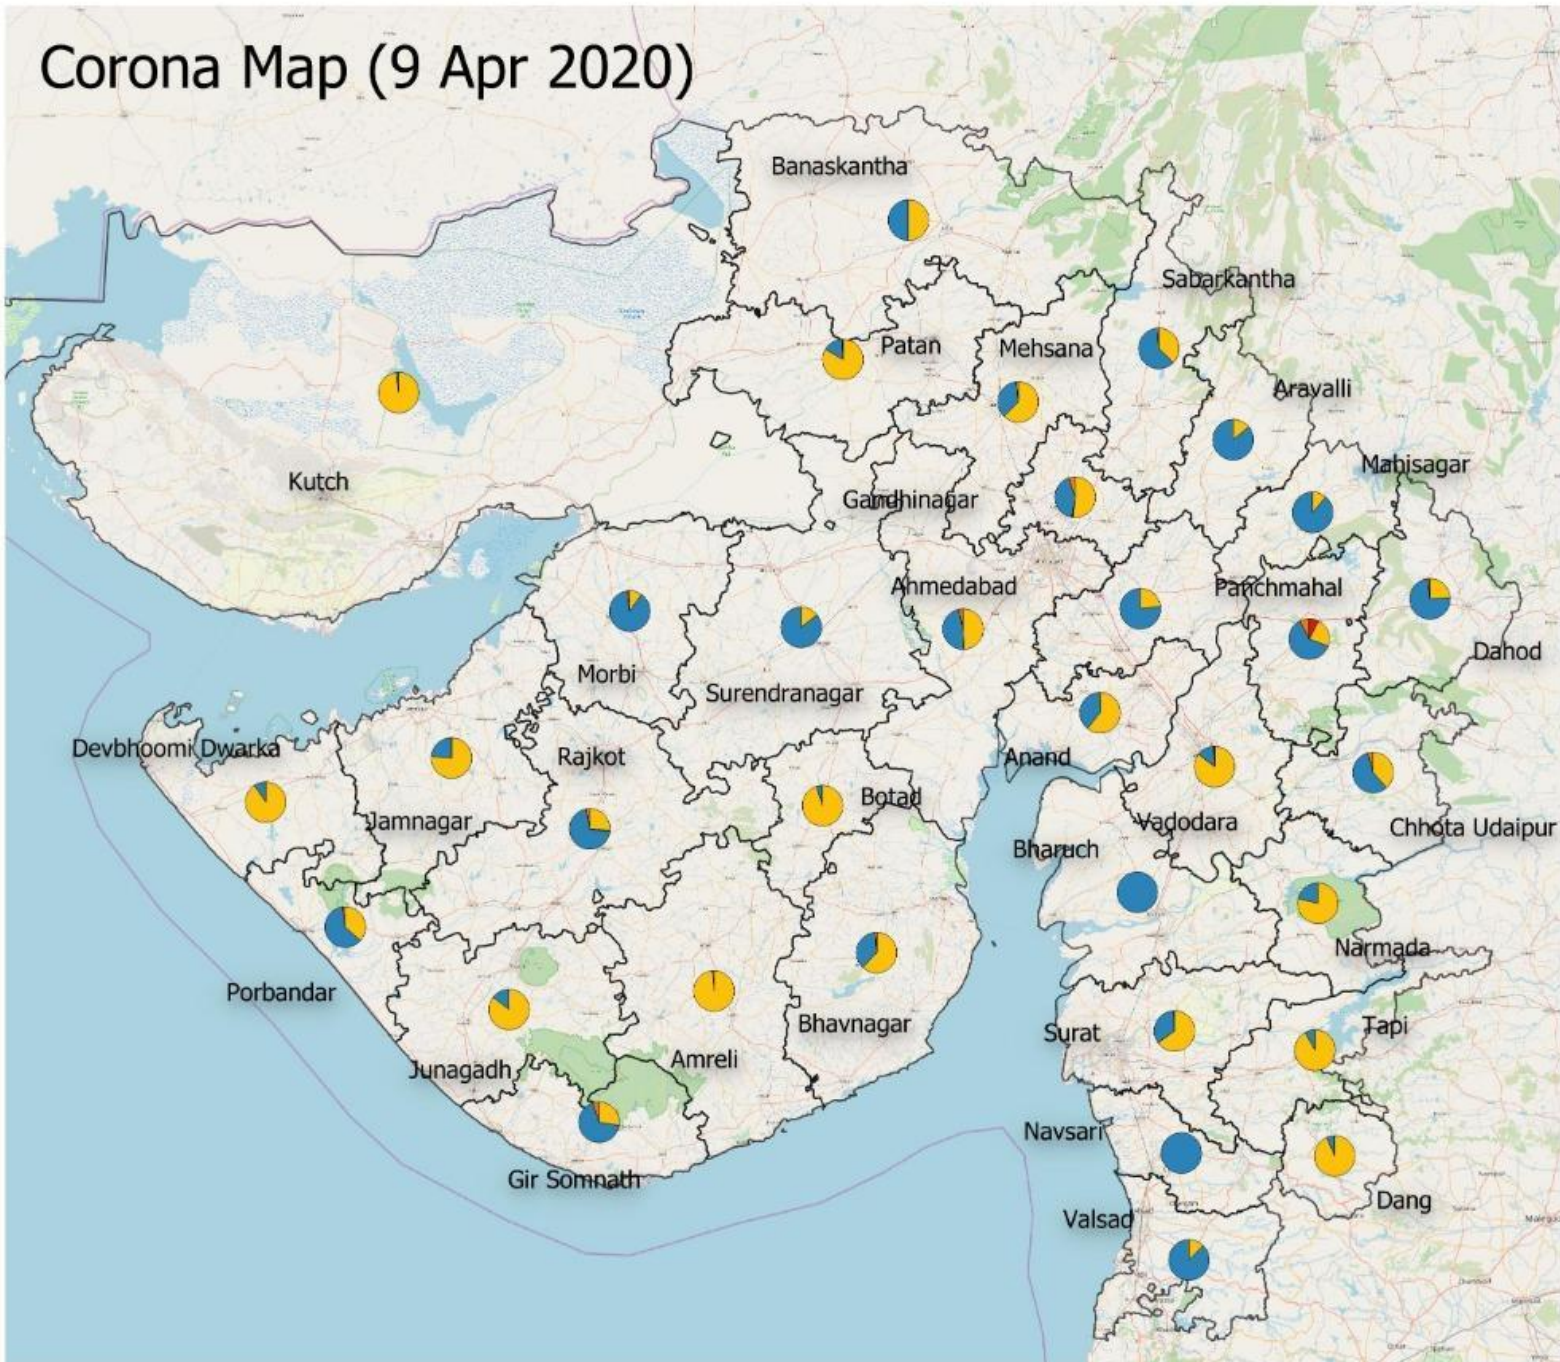 Corona Map (9 Apr 2020)
Banaskantha
Sabarkantha
Patan
Mehsana
Aravalli
Mahisagar
Kutch
Gandhinagar
Ahmedabad
Panchmahal
Dahod
Morbi
Surendranagar
Devbhoomi Dwarka
Rajkot
Anand
Botad
Jamnagar
Vadodara
Chhota Udaipur
Bharuch
Narmada
Porbandar
Bhavnagar
Surat
Tapi
Junagadh
Amreli
Navsari
Gir Somnath
Dang
Valsad